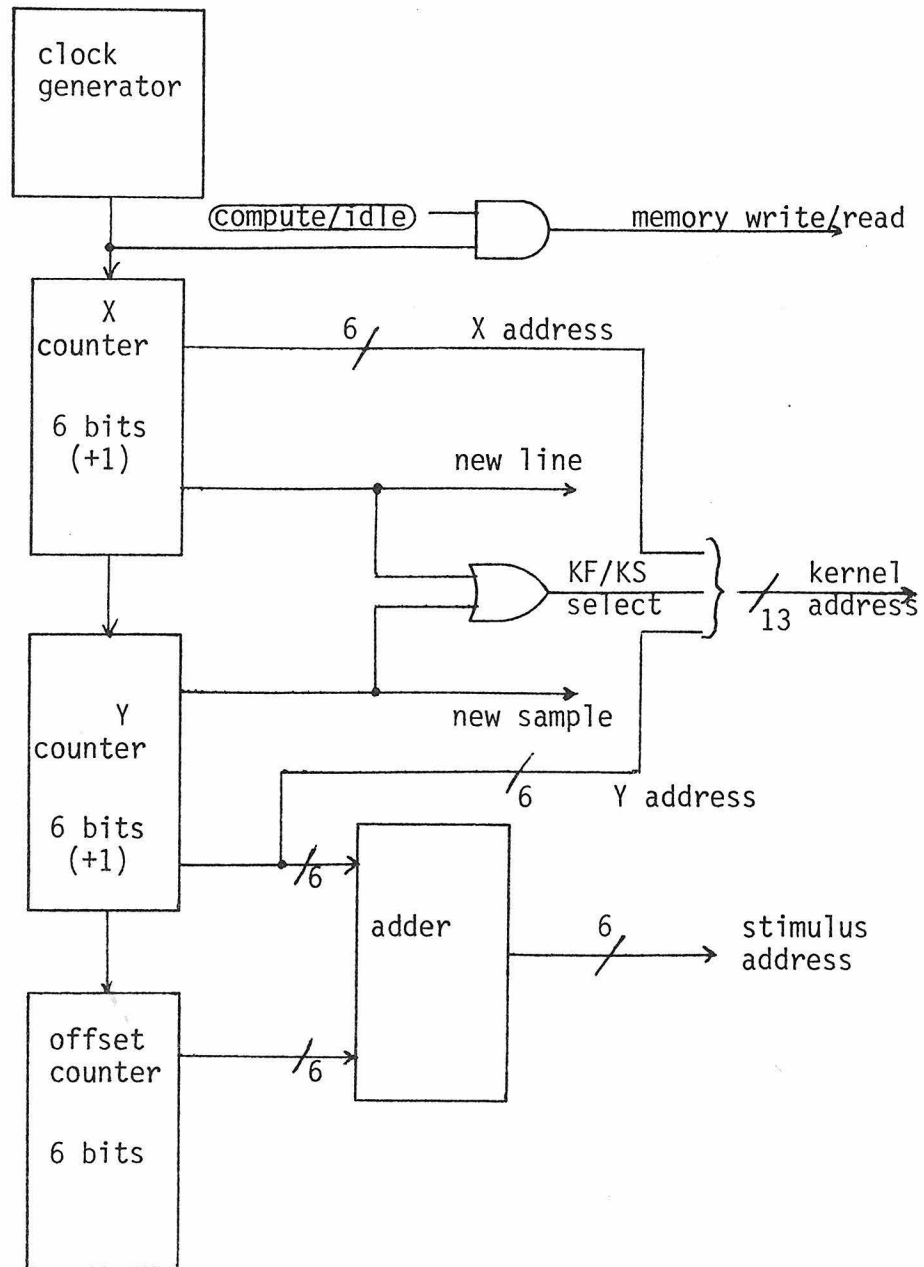 clock
generator
compute/idle
memory write/read
X
counter
6 bits
(+1)
6
X address
new line
KF/KS
select
13
kernel
address
Y
counter
6 bits
(+1)
new sample
6
Y address
6
adder
6
stimulus
address
offset
counter
6 bits
6